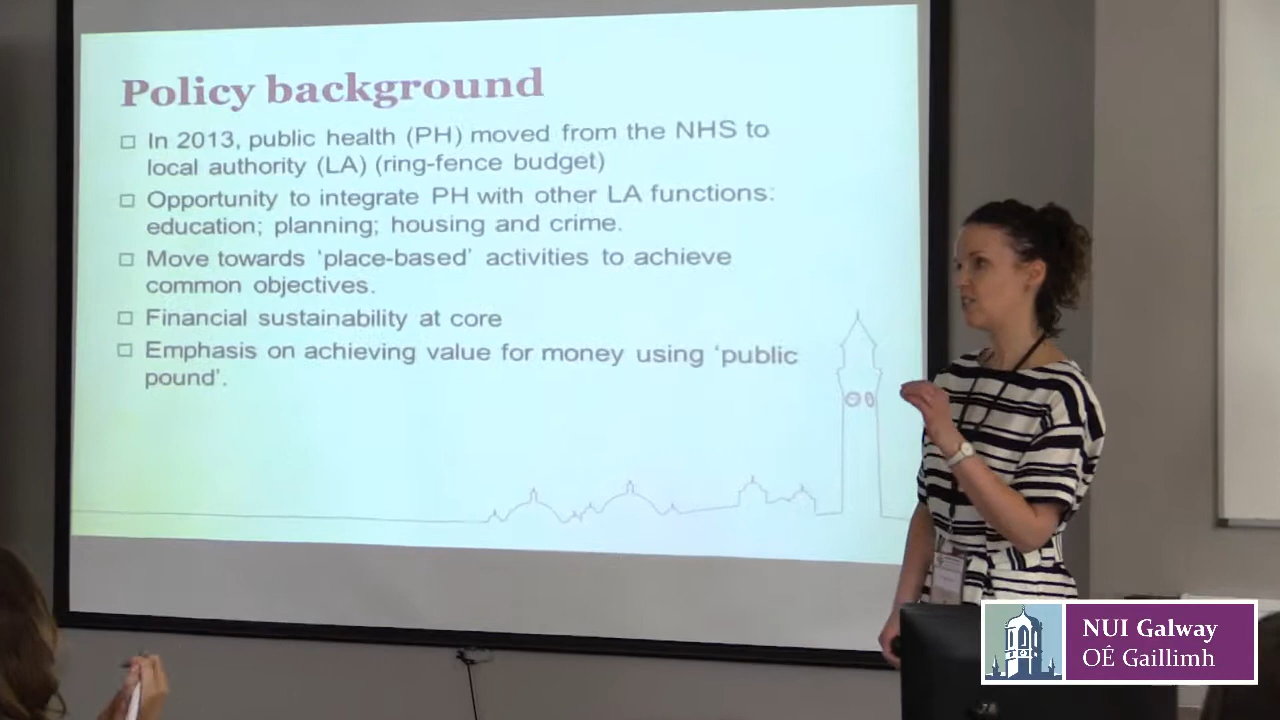 Policy background
In 2013, public health (PH) moved from the NHS to
local authority (LA) (ring-fence budget)
Opportunity to integrate PH with other LA functions:
education; planning; housing and crime.
Move towards ‘place-based’ activities to achieve
common objectives.
Financial sustainability at core
Emphasis on achieving value for money using ‘public
pound’.
NUI Galway
OÉ Gaillimh